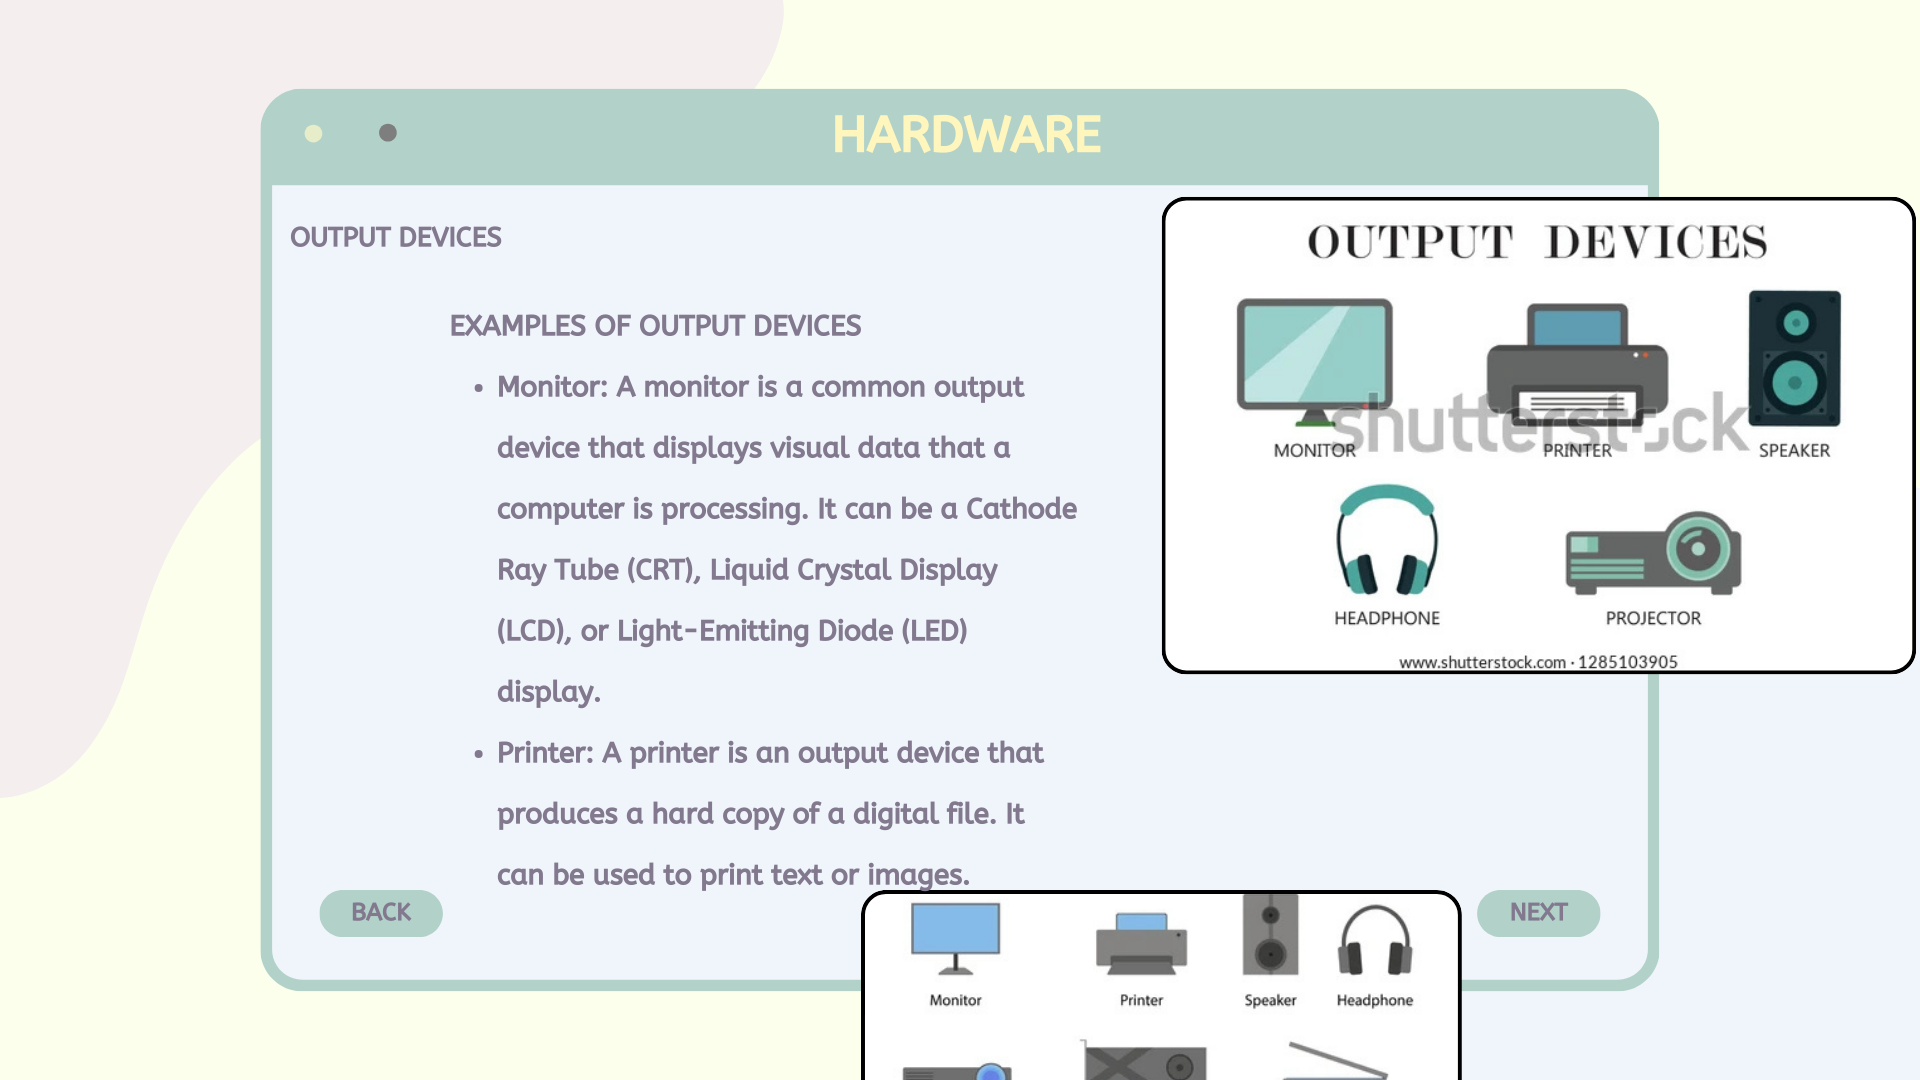 HARDWARE
OUTPUT DEVICES
EXAMPLES OF OUTPUT DEVICES
• Monitor: A monitor is a common output
device that displays visual data that a
computer is processing. It can be a Cathode
Ray Tube (CRT), Liquid Crystal Display
(LCD), or Light-Emitting Diode (LED)
display.
• Printer: A printer is an output device that
produces a hard copy of a digital file. It
can be used to print text or images.
BACK
NEXT
OUTPUT DEVICES
shutterstock
MONITOR
PRINTER
SPEAKER
HEADPHONE
PROJECTOR
www.shutterstock.com · 1285103905
Monitor
Printer
Speaker
Headphone